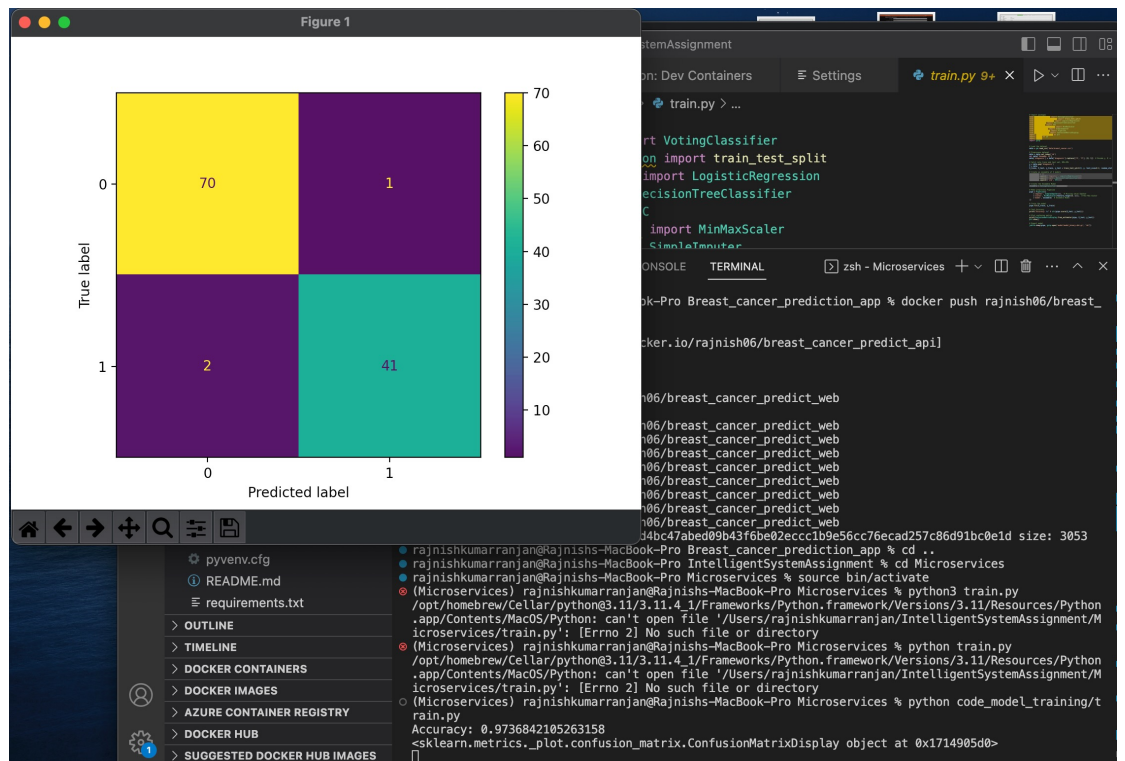 Figure 1
70
1
2
41
0
1
True label
0
1
Predicted label
70
60
50
40
30
20
10
stemAssignment
on: Dev Containers
Settings
train.py 9+
train.py > ...
rt VotingClassifier
on import train_test_split
import LogisticRegression
ecisionTreeClassifier
C
import MinMaxScaler
SimpleImputer
ONSOLE
TERMINAL
zsh - Microservices
ok-Pro Breast_cancer_prediction_app % docker push rajnish06/breast_
cker.io/rajnish06/breast_cancer_predict_api]
h06/breast_cancer_predict_web
h06/breast_cancer_predict_web
h06/breast_cancer_predict_web
h06/breast_cancer_predict_web
h06/breast_cancer_predict_web
h06/breast_cancer_predict_web
h06/breast_cancer_predict_web
h06/breast_cancer_predict_web
h06/breast_cancer_predict_web
d4bc47abed09b43f6be02eccc1b9e56cc76ecad257c86d91bc0e1d size: 3053
rajnishkumarranjan@Rajnishs-MacBook-Pro Breast_cancer_prediction_app % cd ..
rajnishkumarranjan@Rajnishs-MacBook-Pro IntelligentSystemAssignment % cd Microservices
rajnishkumarranjan@Rajnishs-MacBook-Pro Microservices % source bin/activate
(Microservices) rajnishkumarranjan@Rajnishs-MacBook-Pro Microservices % python3 train.py
/opt/homebrew/Cellar/python@3.11/3.11.4_1/Frameworks/Python.framework/Versions/3.11/Resources/Python
.app/Contents/MacOS/Python: can't open file '/Users/rajnishkumarranjan/IntelligentSystemAssignment/M
icroservices/train.py': [Errno 2] No such file or directory
(Microservices) rajnishkumarranjan@Rajnishs-MacBook-Pro Microservices % python train.py
/opt/homebrew/Cellar/python@3.11/3.11.4_1/Frameworks/Python.framework/Versions/3.11/Resources/Python
.app/Contents/MacOS/Python: can't open file '/Users/rajnishkumarranjan/IntelligentSystemAssignment/M
icroservices/train.py': [Errno 2] No such file or directory
(Microservices) rajnishkumarranjan@Rajnishs-MacBook-Pro Microservices % python code_model_training/t
rain.py
Accuracy: 0.9736842105263158
<sklearn.metrics._plot.confusion_matrix.ConfusionMatrixDisplay object at 0x1714905d0>
pyvenv.cfg
README.md
requirements.txt
OUTLINE
TIMELINE
DOCKER CONTAINERS
DOCKER IMAGES
AZURE CONTAINER REGISTRY
DOCKER HUB
SUGGESTED DOCKER HUB IMAGES
1